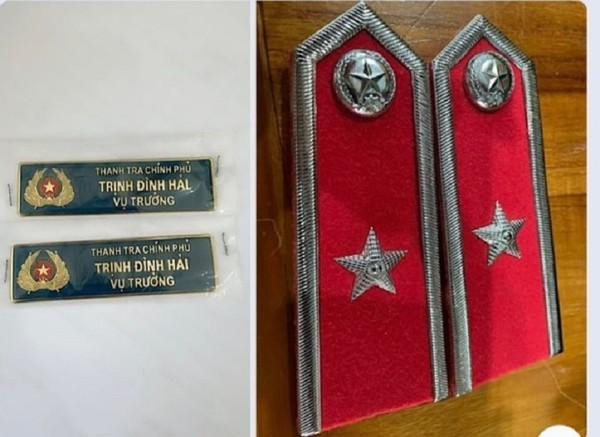 THANH TRA CHÍNH PHỦ
TRỊNH ĐÌNH HẢI
VỤ TRƯỞNG
THANH TRA CHÍNH PHỦ
TRỊNH ĐÌNH HẢI
VỤ TRƯỞNG